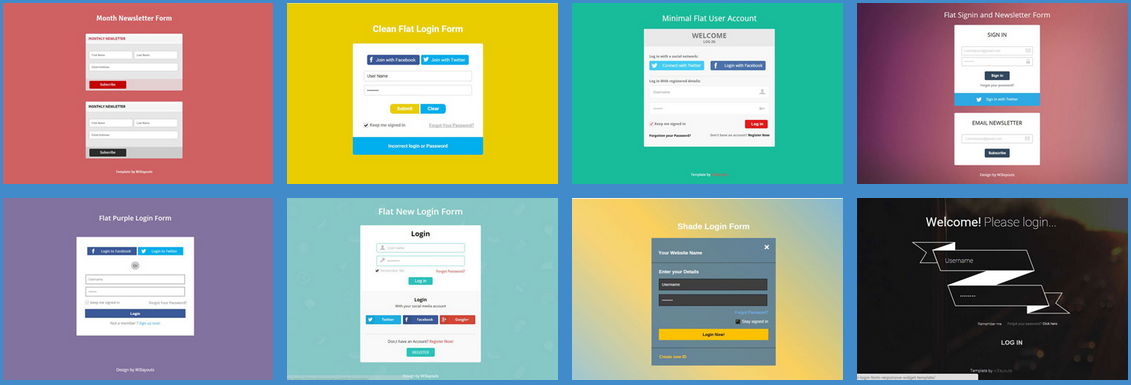 Month Newsletter Form
MONTHLY NEWSLETTER
First Name
Last Name
Email Address
Subscribe
MONTHLY NEWSLETTER
First Name
Last Name
Email Address
Subscribe
Template by W3layouts
Clean Flat Login Form
Join with Facebook
Join with Twitter
User Name
Submit
Clear
Keep me signed in
Forgot Your Password?
Incorrect login or Password
Minimal Flat User Account
WELCOME
LOG IN
Log in with a social network:
Connect with Twitter
Login with Facebook
Log in With registered details:
Username
Keep me signed in
Log in
Forgotten your Password?
Don't have an account? Register Now
Template by
Flat Signin and Newsletter Form
SIGN IN
Sign in
Forgot your password?
Sign in with Twitter
EMAIL NEWSLETTER
Subscribe
Design by W3layouts
Flat Purple Login Form
Login to Facebook
Login to Twitter
Username
Keep me signed in
Forgot Your Password?
Login
Not a member ? Sign up now
Design by W3layouts
Flat New Login Form
Login
User name
Remember Me
Forgot Password?
Log in
Login
With your social media account
Twitter
Facebook
Google+
Don,t have an Account? Register Now!
REGISTER
Shade Login Form
Your Website Name
Enter your Details
Username
Forgot Password?
Stay signed in
Login Now!
Create new ID
Welcome! Please login...
Username
Remember me
Forgot your password? Click here
LOG IN
Template by W3layouts